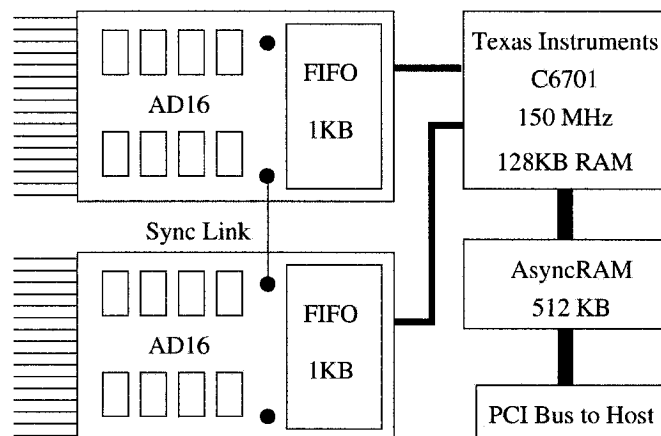 FIFO
AD16
1KB
Texas Instruments
C6701
150 MHz
128KB RAM
Sync Link
FIFO
AD16
1KB
AsyncRAM
512 KB
PCI Bus to Host